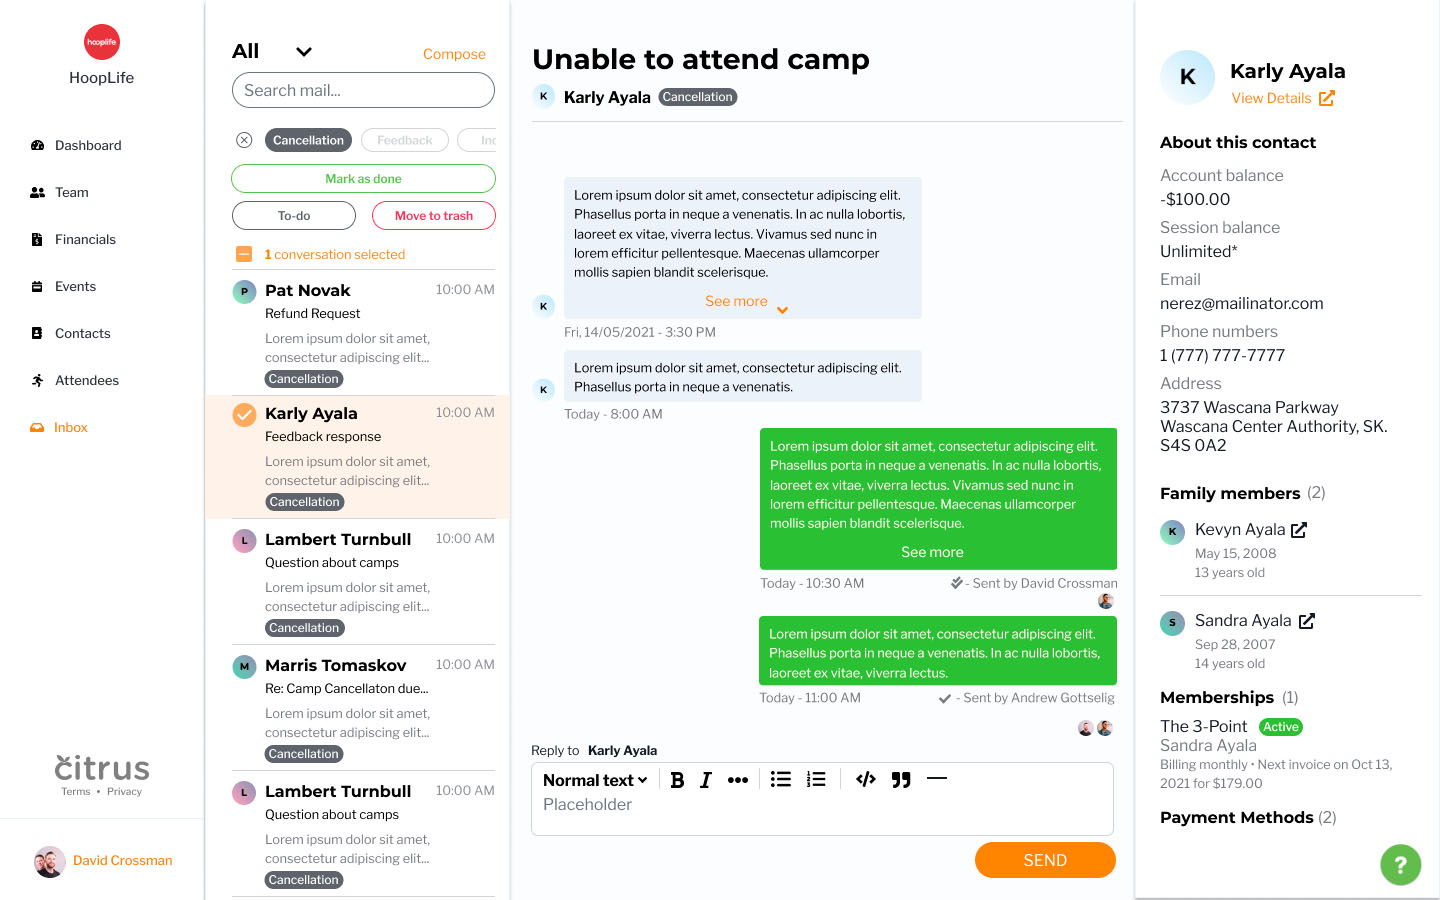 hooplife
HoopLife
Dashboard
Team
Financials
Events
Contacts
Attendees
Inbox
čitrus
Terms • Privacy
David Crossman
All
Compose
Search mail...
Cancellation
Feedback
Mark as done
To-do
Move to trash
1 conversation selected
P
Pat Novak
10:00 AM
Refund Request
Lorem ipsum dolor sit amet,
consectetur adipiscing elit...
Cancellation
Karly Ayala
10:00 AM
Feedback response
Lorem ipsum dolor sit amet,
consectetur adipiscing elit...
Cancellation
L
Lambert Turnbull
10:00 AM
Question about camps
Lorem ipsum dolor sit amet,
consectetur adipiscing elit...
Cancellation
M
Marris Tomaskov
10:00 AM
Re: Camp Cancellaton due...
Lorem ipsum dolor sit amet,
consectetur adipiscing elit...
Cancellation
L
Lambert Turnbull
10:00 AM
Question about camps
Lorem ipsum dolor sit amet,
consectetur adipiscing elit...
Cancellation
Unable to attend camp
K
Karly Ayala
Cancellation
Lorem ipsum dolor sit amet, consectetur adipiscing elit.
Phasellus porta in neque a venenatis. In ac nulla lobortis,
laoreet ex vitae, viverra lectus. Vivamus sed nunc in
lorem efficitur pellentesque. Maecenas ullamcorper
mollis sapien blandit scelerisque.
See more
K
Fri, 14/05/2021 - 3:30 PM
Lorem ipsum dolor sit amet, consectetur adipiscing elit.
Phasellus porta in neque a venenatis.
K
Today - 8:00 AM
Lorem ipsum dolor sit amet, consectetur adipiscing elit.
Phasellus porta in neque a venenatis. In ac nulla lobortis,
laoreet ex vitae, viverra lectus. Vivamus sed nunc in
lorem efficitur pellentesque. Maecenas ullamcorper
mollis sapien blandit scelerisque.
See more
Today - 10:30 AM
- Sent by David Crossman
Lorem ipsum dolor sit amet, consectetur adipiscing elit.
Phasellus porta in neque a venenatis. In ac nulla lobortis,
laoreet ex vitae, viverra lectus.
Today - 11:00 AM
- Sent by Andrew Gottselig
Reply to Karly Ayala
Normal text
B
I
Placeholder
SEND
K
Karly Ayala
View Details
About this contact
Account balance
-$100.00
Session balance
Unlimited*
Email
nerez@mailinator.com
Phone numbers
1 (777) 777-7777
Address
3737 Wascana Parkway
Wascana Center Authority, SK.
S4S 0A2
Family members (2)
K
Kevyn Ayala
May 15, 2008
13 years old
S
Sandra Ayala
Sep 28, 2007
14 years old
Memberships (1)
The 3-Point
Active
Sandra Ayala
Billing monthly • Next invoice on Oct 13,
2021 for $179.00
Payment Methods (2)
?